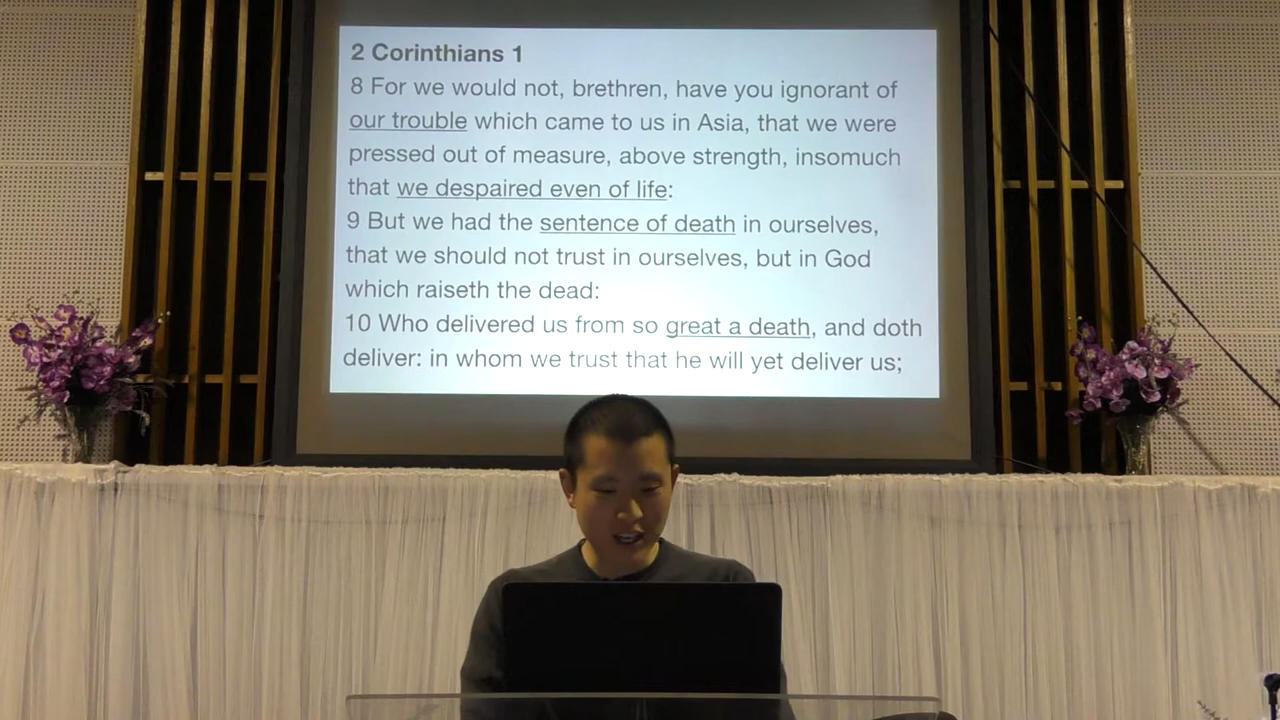 2 Corinthians 1
8 For we would not, brethren, have you ignorant of
our trouble which came to us in Asia, that we were
pressed out of measure, above strength, insomuch
that we despaired even of life:
9 But we had the sentence of death in ourselves,
that we should not trust in ourselves, but in God
which raiseth the dead:
10 Who delivered us from so great a death, and doth
deliver: in whom we trust that he will yet deliver us;